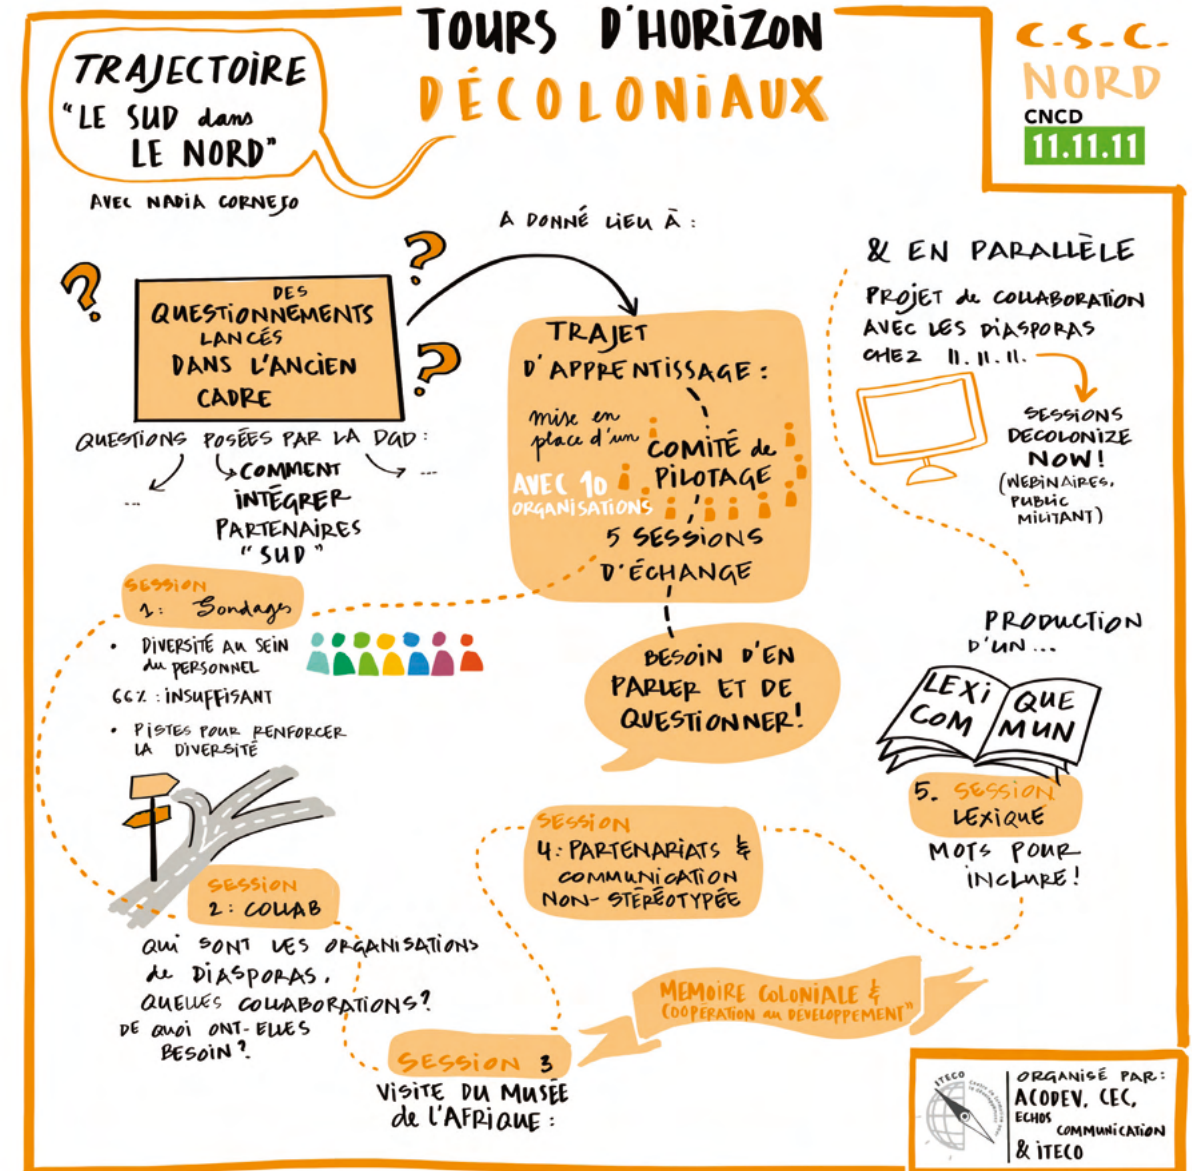 TOURS D'HORIZON
DÉCOLONIAUX
TRAJECTOIRE
"LE SUD dans
LE NORD"
AVEC NADIA CORNEJO
C.S.C.
NORD
CNCD
11.11.11
A DONNÉ LIEU À :
DES
QUESTIONNEMENTS
LANCÉS
DANS L'ANCIEN
CADRE
QUESTIONS POSÉES PAR LA DGD :
...
COMMENT
INTÉGRER
PARTENAIRES
"SUD"
...
TRAJET
D'APPRENTISSAGE :
mise en
place d'un
COMITÉ de
PILOTAGE
AVEC 10
ORGANISATIONS
5 SESSIONS
D'ÉCHANGE
BESOIN D'EN
PARLER ET DE
QUESTIONNER!
& EN PARALLÈLE
PROJET de COLLABORATION
AVEC LES DIASPORAS
CHEZ 11.11.11.
SESSIONS
DECOLONIZE
NOW!
(WEBINAIRES,
PUBLIC
MILITANT)
PRODUCTION
D'UN...
LEXI QUE
COM MUN
SESSION
1: Sondages
• DIVERSITÉ AU SEIN
du PERSONNEL
66% : INSUFFISANT
• PISTES POUR RENFORCER
LA DIVERSITÉ
SESSION
2: COLLAB
QUI SONT LES ORGANISATIONS
de DIASPORAS,
QUELLES COLLABORATIONS?
DE QUOI ONT-ELLES
BESOIN?
SESSION 3
VISITE DU MUSÉE
de L'AFRIQUE :
MEMOIRE COLONIALE &
COOPÉRATION au DÉVELOPPEMENT"
SESSION
4: PARTENARIATS &
COMMUNICATION
NON-STÉRÉOTYPÉE
5. SESSION
LEXIQUE
MOTS POUR
INCLURE!
ITECO
ORGANISÉ PAR:
ACODEV, CEC,
ECHOS
COMMUNICATION
& ITECO